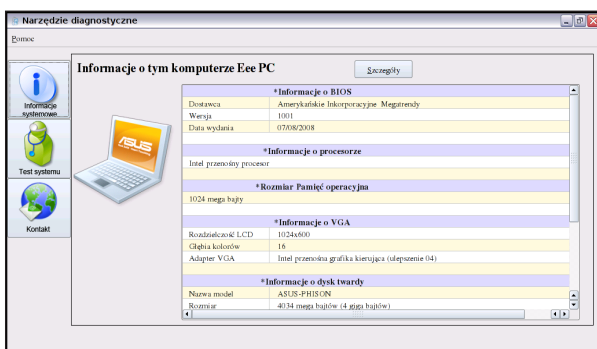 Narzędzie diagnostyczne
Pomoc
Informacje o tym komputerze Eee PC
Szczegóły
Informacje
systemowe
Test systemu
Kontakt
ASUS
*Informacje o BIOS
Dostawca Amerykańskie Inkorporacyjne Megatrendy
Wersja 1001
Data wydania 07/08/2008
*Informacje o procesorze
Intel przenośny procesor
*Rozmiar Pamięć operacyjna
1024 mega bajty
*Informacje o VGA
Rozdzielczość LCD 1024x600
Głębia kolorów 16
Adapter VGA Intel przenośna grafika kierująca (ulepszenie 04)
*Informacje o dysk twardy
Nazwa model ASUS-PHISON
Rozmiar 4034 mega bajtów (4 giga bajtów)